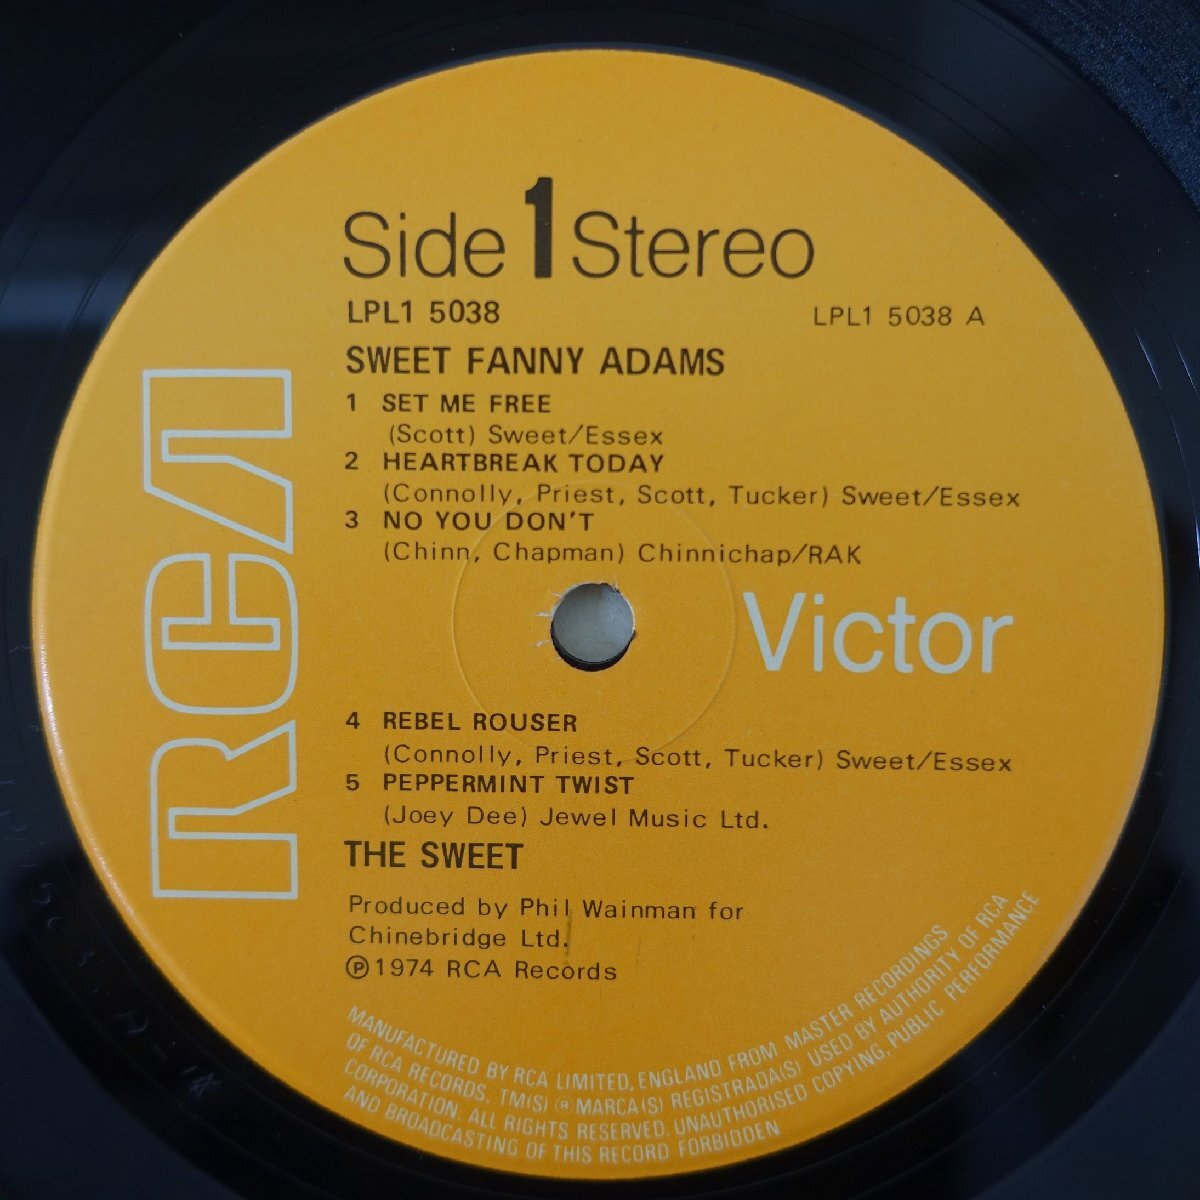 Side 1 Stereo
LPL1 5038 LPL1 5038 A
SWEET FANNY ADAMS
1 SET ME FREE
(Scott) Sweet/Essex
2 HEARTBREAK TODAY
(Connolly, Priest, Scott, Tucker) Sweet/Essex
3 NO YOU DON'T
(Chinn, Chapman) Chinnichap/RAK
RCA
Victor
4 REBEL ROUSER
(Connolly, Priest, Scott, Tucker) Sweet/Essex
5 PEPPERMINT TWIST
(Joey Dee) Jewel Music Ltd.
THE SWEET
Produced by Phil Wainman for
Chinebridge Ltd.
℗1974 RCA Records
MANUFACTURED BY RCA LIMITED, ENGLAND FROM MASTER RECORDINGS
OF RCA RECORDS. TM(S) ® MARCA(S) REGISTRADA(S) USED BY AUTHORITY OF RCA
CORPORATION. ALL RIGHTS RESERVED. UNAUTHORISED COPYING, PUBLIC PERFORMANCE
AND BROADCASTING OF THIS RECORD FORBIDDEN